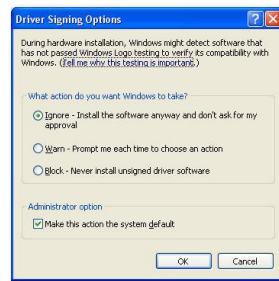 Driver Signing Options
During hardware installation, Windows might detect software that
has not passed Windows Logo testing to verify its compatibility with
Windows. (Tell me why this testing is important.)
What action do you want Windows to take?
Ignore - Install the software anyway and don't ask for my
approval
Warn - Prompt me each time to choose an action
Block - Never install unsigned driver software
Administrator option
Make this action the system default
OK Cancel